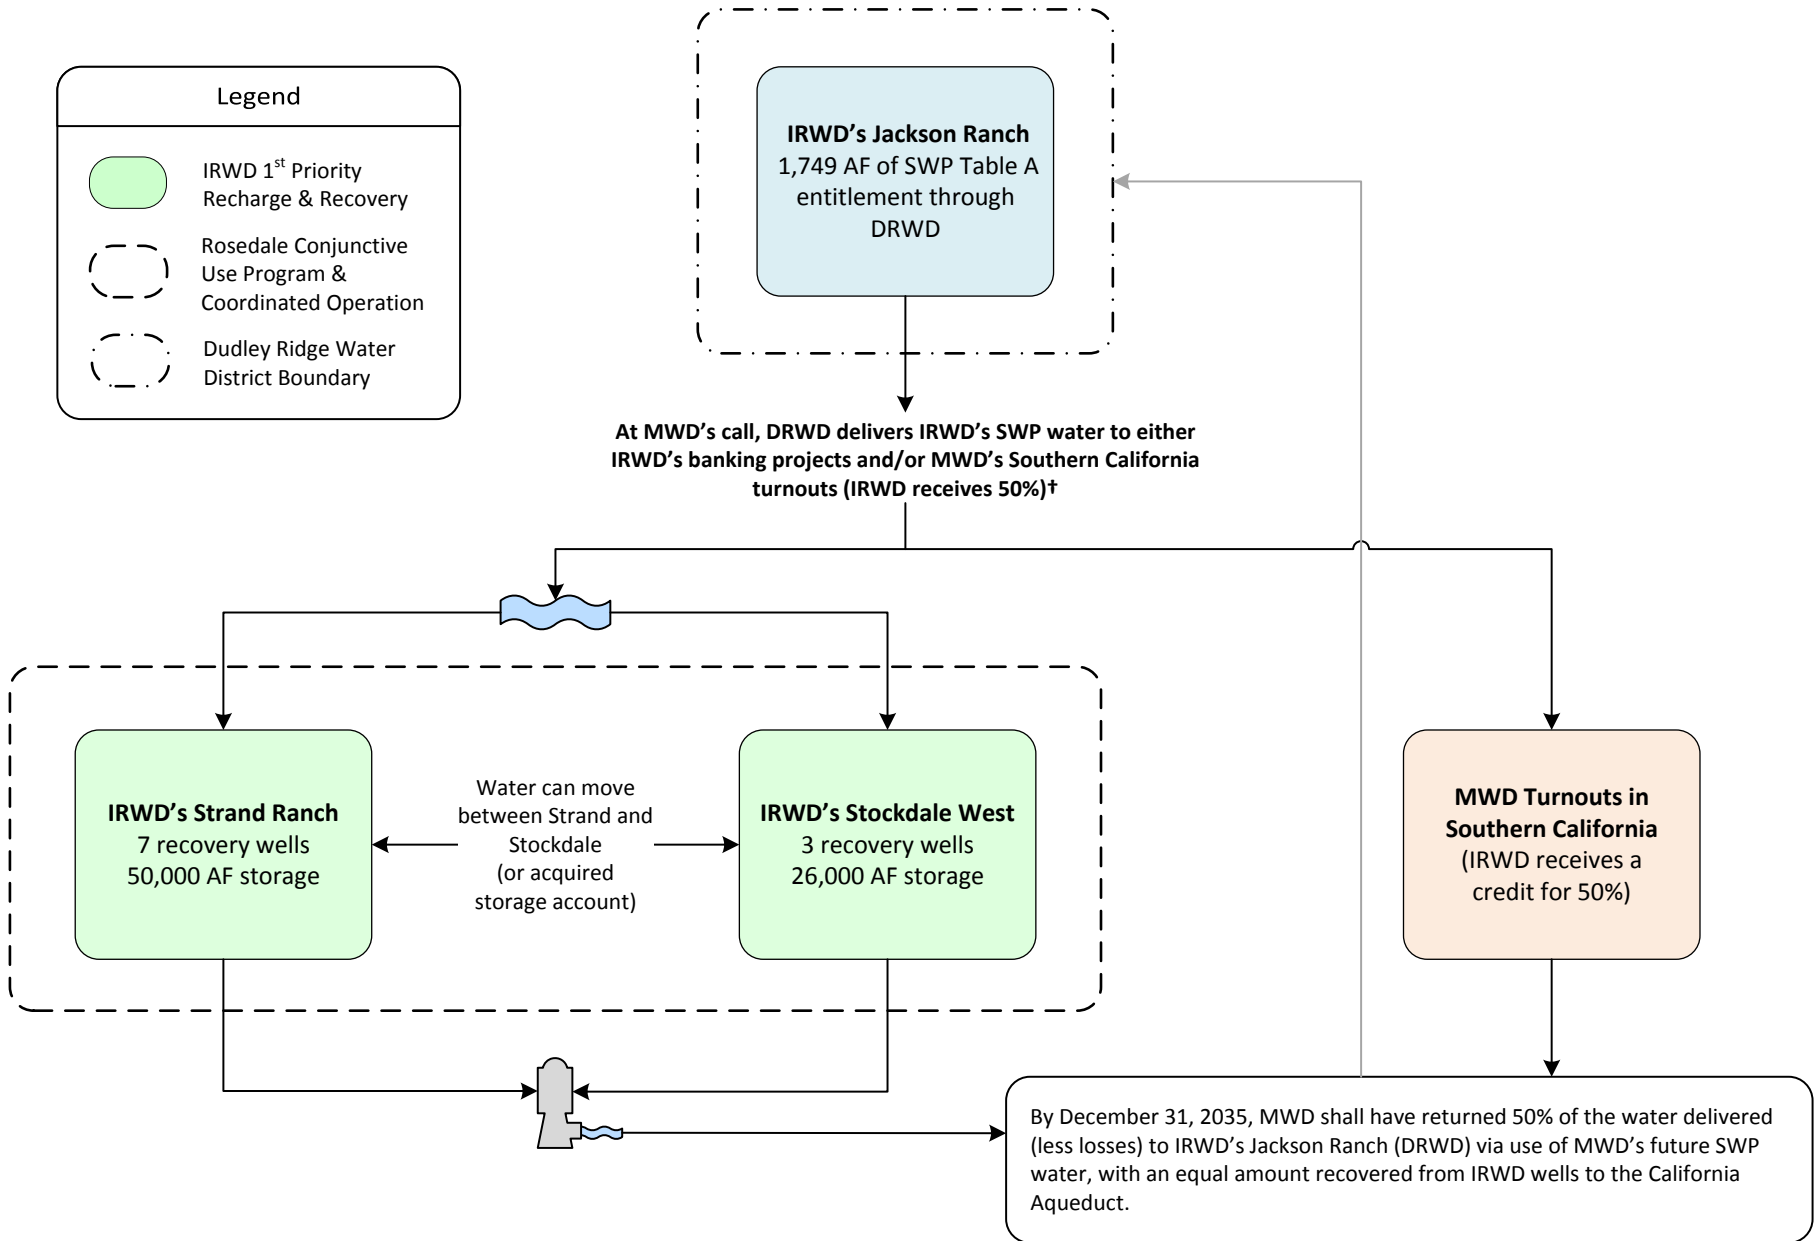 Legend
IRWD 1st Priority
Recharge & Recovery
Rosedale Conjunctive
Use Program &
Coordinated Operation
Dudley Ridge Water
District Boundary
IRWD’s Jackson Ranch
1,749 AF of SWP Table A
entitlement through
DRWD
At MWD’s call, DRWD delivers IRWD’s SWP water to either
IRWD’s banking projects and/or MWD’s Southern California
turnouts (IRWD receives 50%)†
IRWD’s Strand Ranch
7 recovery wells
50,000 AF storage
Water can move
between Strand and
Stockdale
(or acquired
storage account)
IRWD’s Stockdale West
3 recovery wells
26,000 AF storage
MWD Turnouts in
Southern California
(IRWD receives a
credit for 50%)
By December 31, 2035, MWD shall have returned 50% of the water delivered
(less losses) to IRWD’s Jackson Ranch (DRWD) via use of MWD’s future SWP
water, with an equal amount recovered from IRWD wells to the California
Aqueduct.